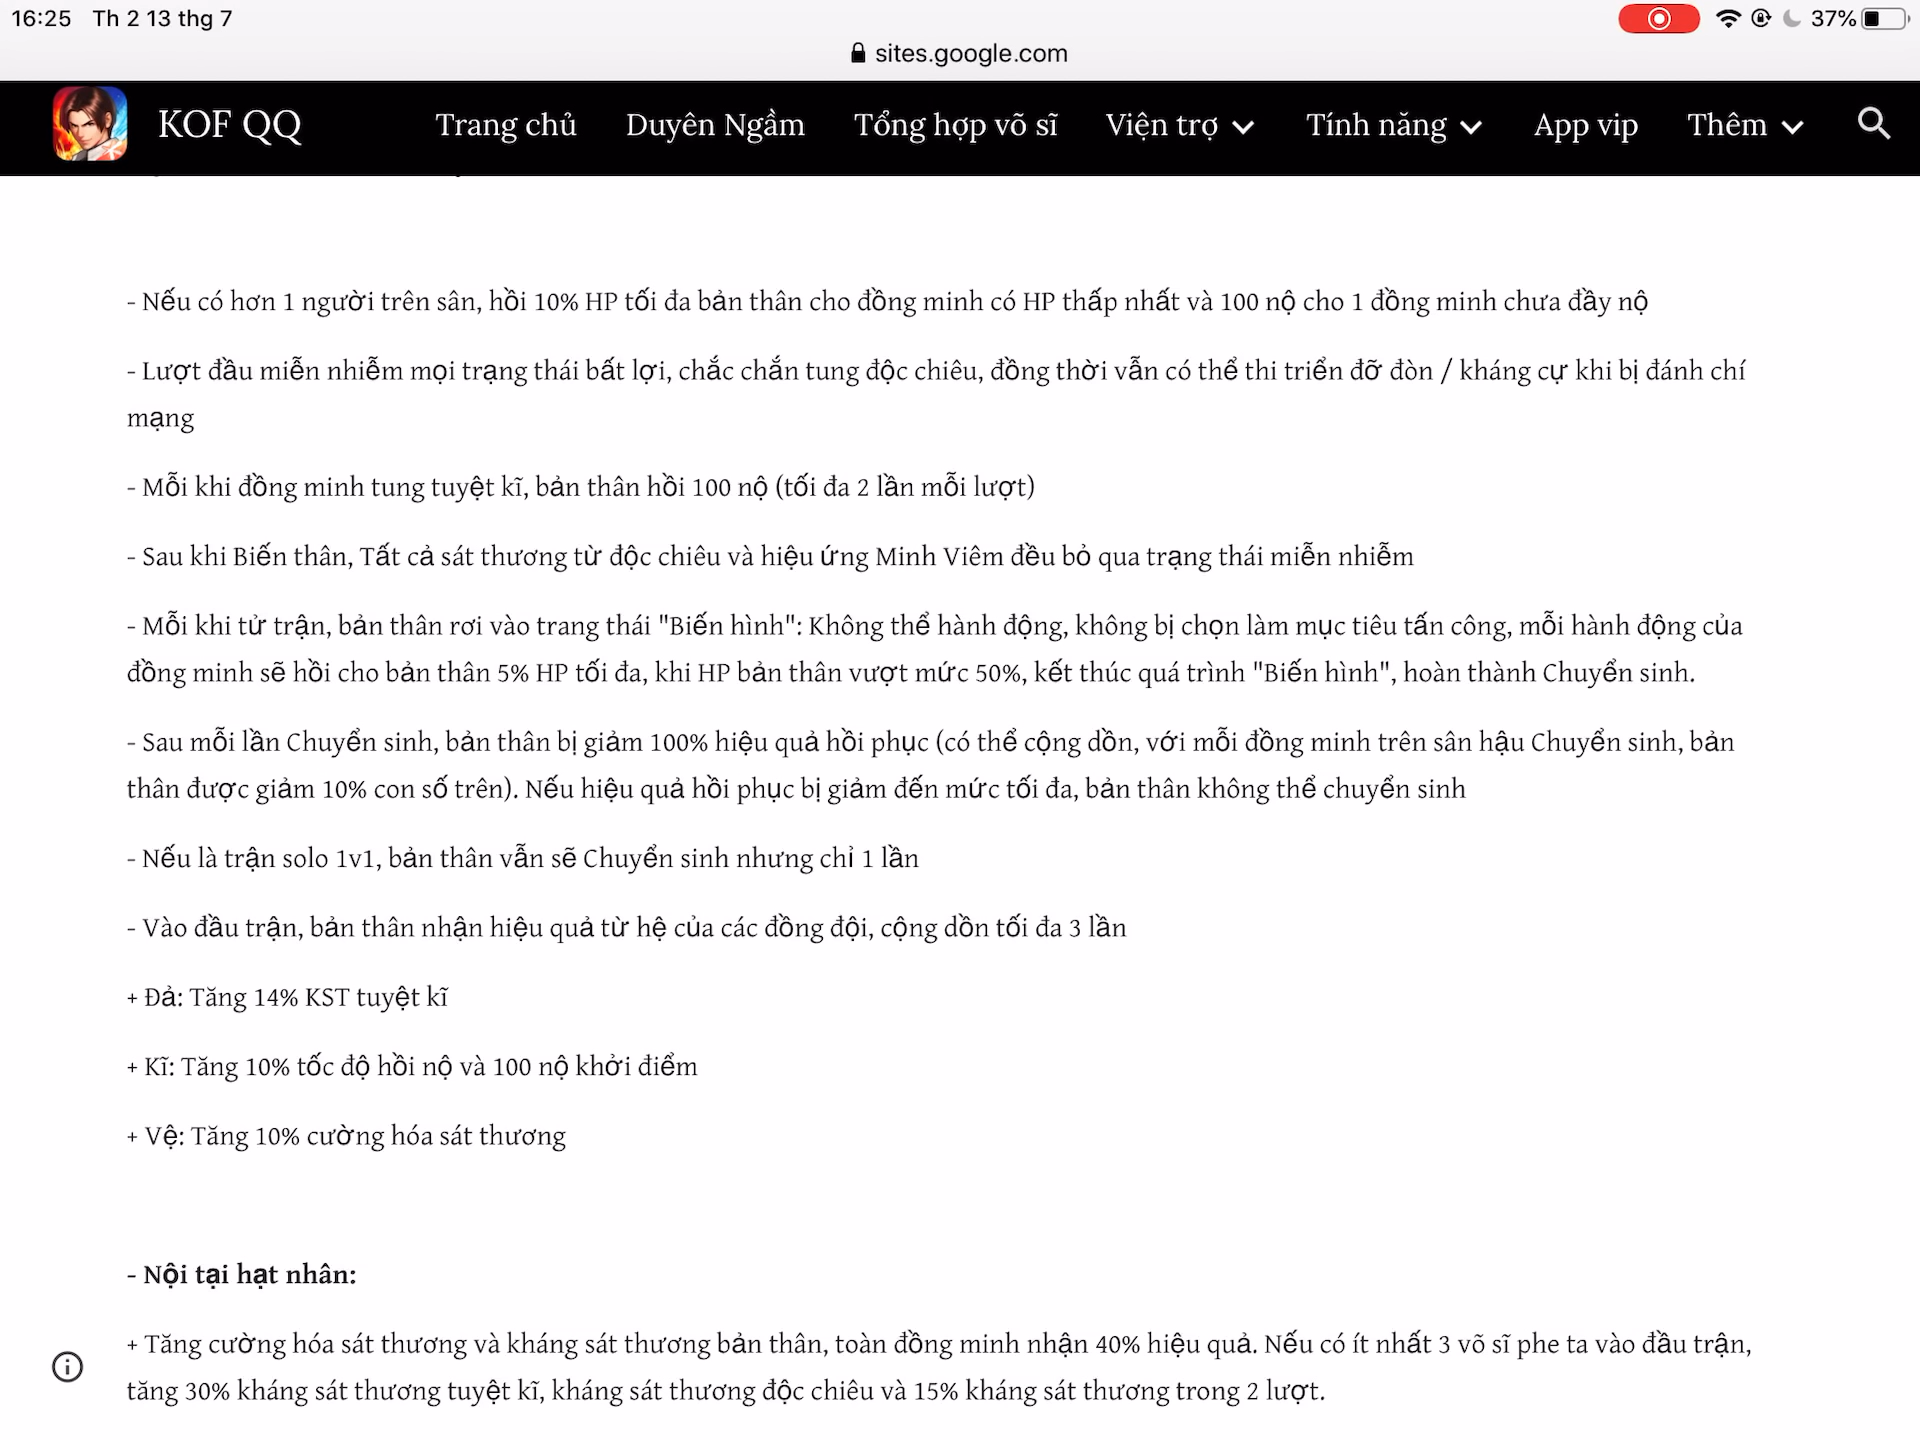 16:25 Th 2 13 thg 7
37%
sites.google.com
KOF QQ Trang chủ Duyên Ngầm Tổng hợp võ sĩ Viện trợ Tính năng App vip Thêm
- Nếu có hơn 1 người trên sân, hồi 10% HP tối đa bản thân cho đồng minh có HP thấp nhất và 100 nộ cho 1 đồng minh chưa đầy nộ
- Lượt đầu miễn nhiễm mọi trạng thái bất lợi, chắc chắn tung độc chiêu, đồng thời vẫn có thể thi triển đỡ đòn / kháng cự khi bị đánh chí
mạng
- Mỗi khi đồng minh tung tuyệt kĩ, bản thân hồi 100 nộ (tối đa 2 lần mỗi lượt)
- Sau khi Biến thân, Tất cả sát thương từ độc chiêu và hiệu ứng Minh Viêm đều bỏ qua trạng thái miễn nhiễm
- Mỗi khi tử trận, bản thân rơi vào trang thái "Biến hình": Không thể hành động, không bị chọn làm mục tiêu tấn công, mỗi hành động của
đồng minh sẽ hồi cho bản thân 5% HP tối đa, khi HP bản thân vượt mức 50%, kết thúc quá trình "Biến hình", hoàn thành Chuyển sinh.
- Sau mỗi lần Chuyển sinh, bản thân bị giảm 100% hiệu quả hồi phục (có thể cộng dồn, với mỗi đồng minh trên sân hậu Chuyển sinh, bản
thân được giảm 10% con số trên). Nếu hiệu quả hồi phục bị giảm đến mức tối đa, bản thân không thể chuyển sinh
- Nếu là trận solo 1v1, bản thân vẫn sẽ Chuyển sinh nhưng chỉ 1 lần
- Vào đầu trận, bản thân nhận hiệu quả từ hệ của các đồng đội, cộng dồn tối đa 3 lần
+ Đả: Tăng 14% KST tuyệt kĩ
+ Kĩ: Tăng 10% tốc độ hồi nộ và 100 nộ khởi điểm
+ Vệ: Tăng 10% cường hóa sát thương
- Nội tại hạt nhân:
+ Tăng cường hóa sát thương và kháng sát thương bản thân, toàn đồng minh nhận 40% hiệu quả. Nếu có ít nhất 3 võ sĩ phe ta vào đầu trận,
tăng 30% kháng sát thương tuyệt kĩ, kháng sát thương độc chiêu và 15% kháng sát thương trong 2 lượt.